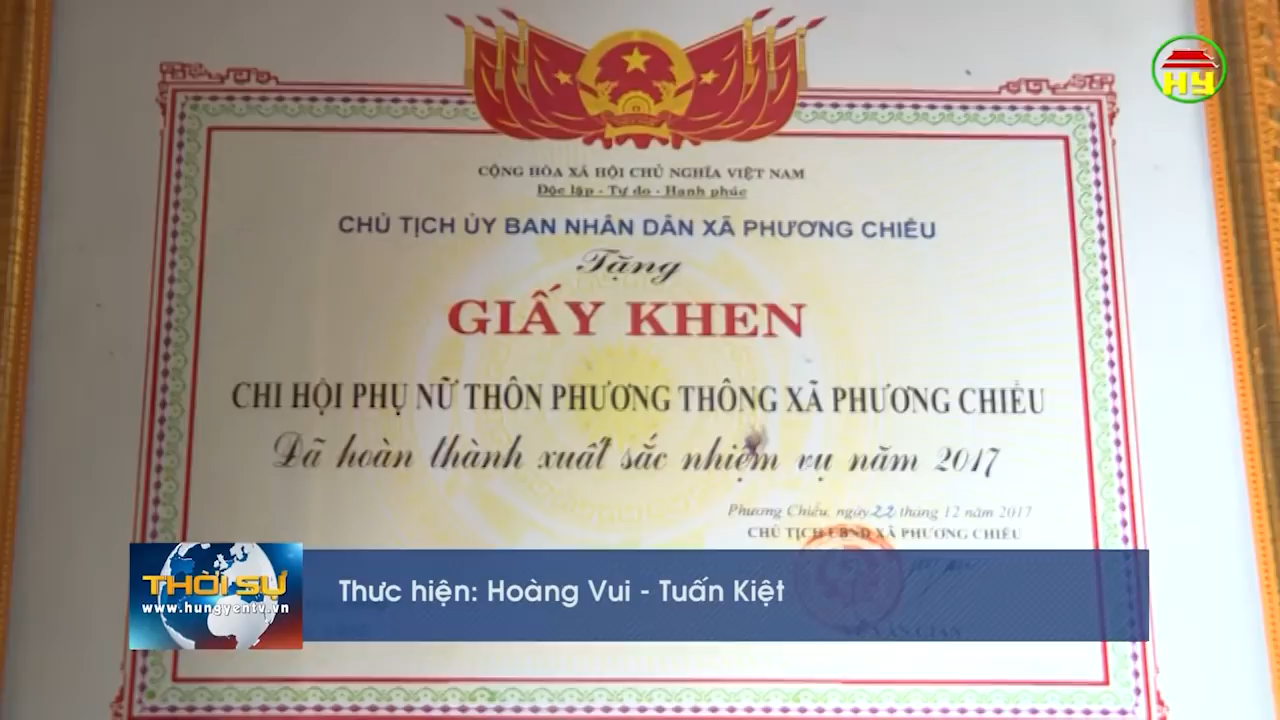 HY
CỘNG HÒA XÃ HỘI CHỦ NGHĨA VIỆT NAM
Độc lập - Tự do - Hạnh phúc
CHỦ TỊCH ỦY BAN NHÂN DÂN XÃ PHƯƠNG CHIỂU
Tặng
GIẤY KHEN
CHI HỘI PHỤ NỮ THÔN PHƯƠNG THÔNG XÃ PHƯƠNG CHIỂU
Đã hoàn thành xuất sắc nhiệm vụ năm 2017
Phương Chiểu, ngày 22 tháng 12 năm 2017
CHỦ TỊCH UBND XÃ PHƯƠNG CHIỂU
THỜI SỰ
www.hungyentv.vn
Thực hiện: Hoàng Vui - Tuấn Kiệt